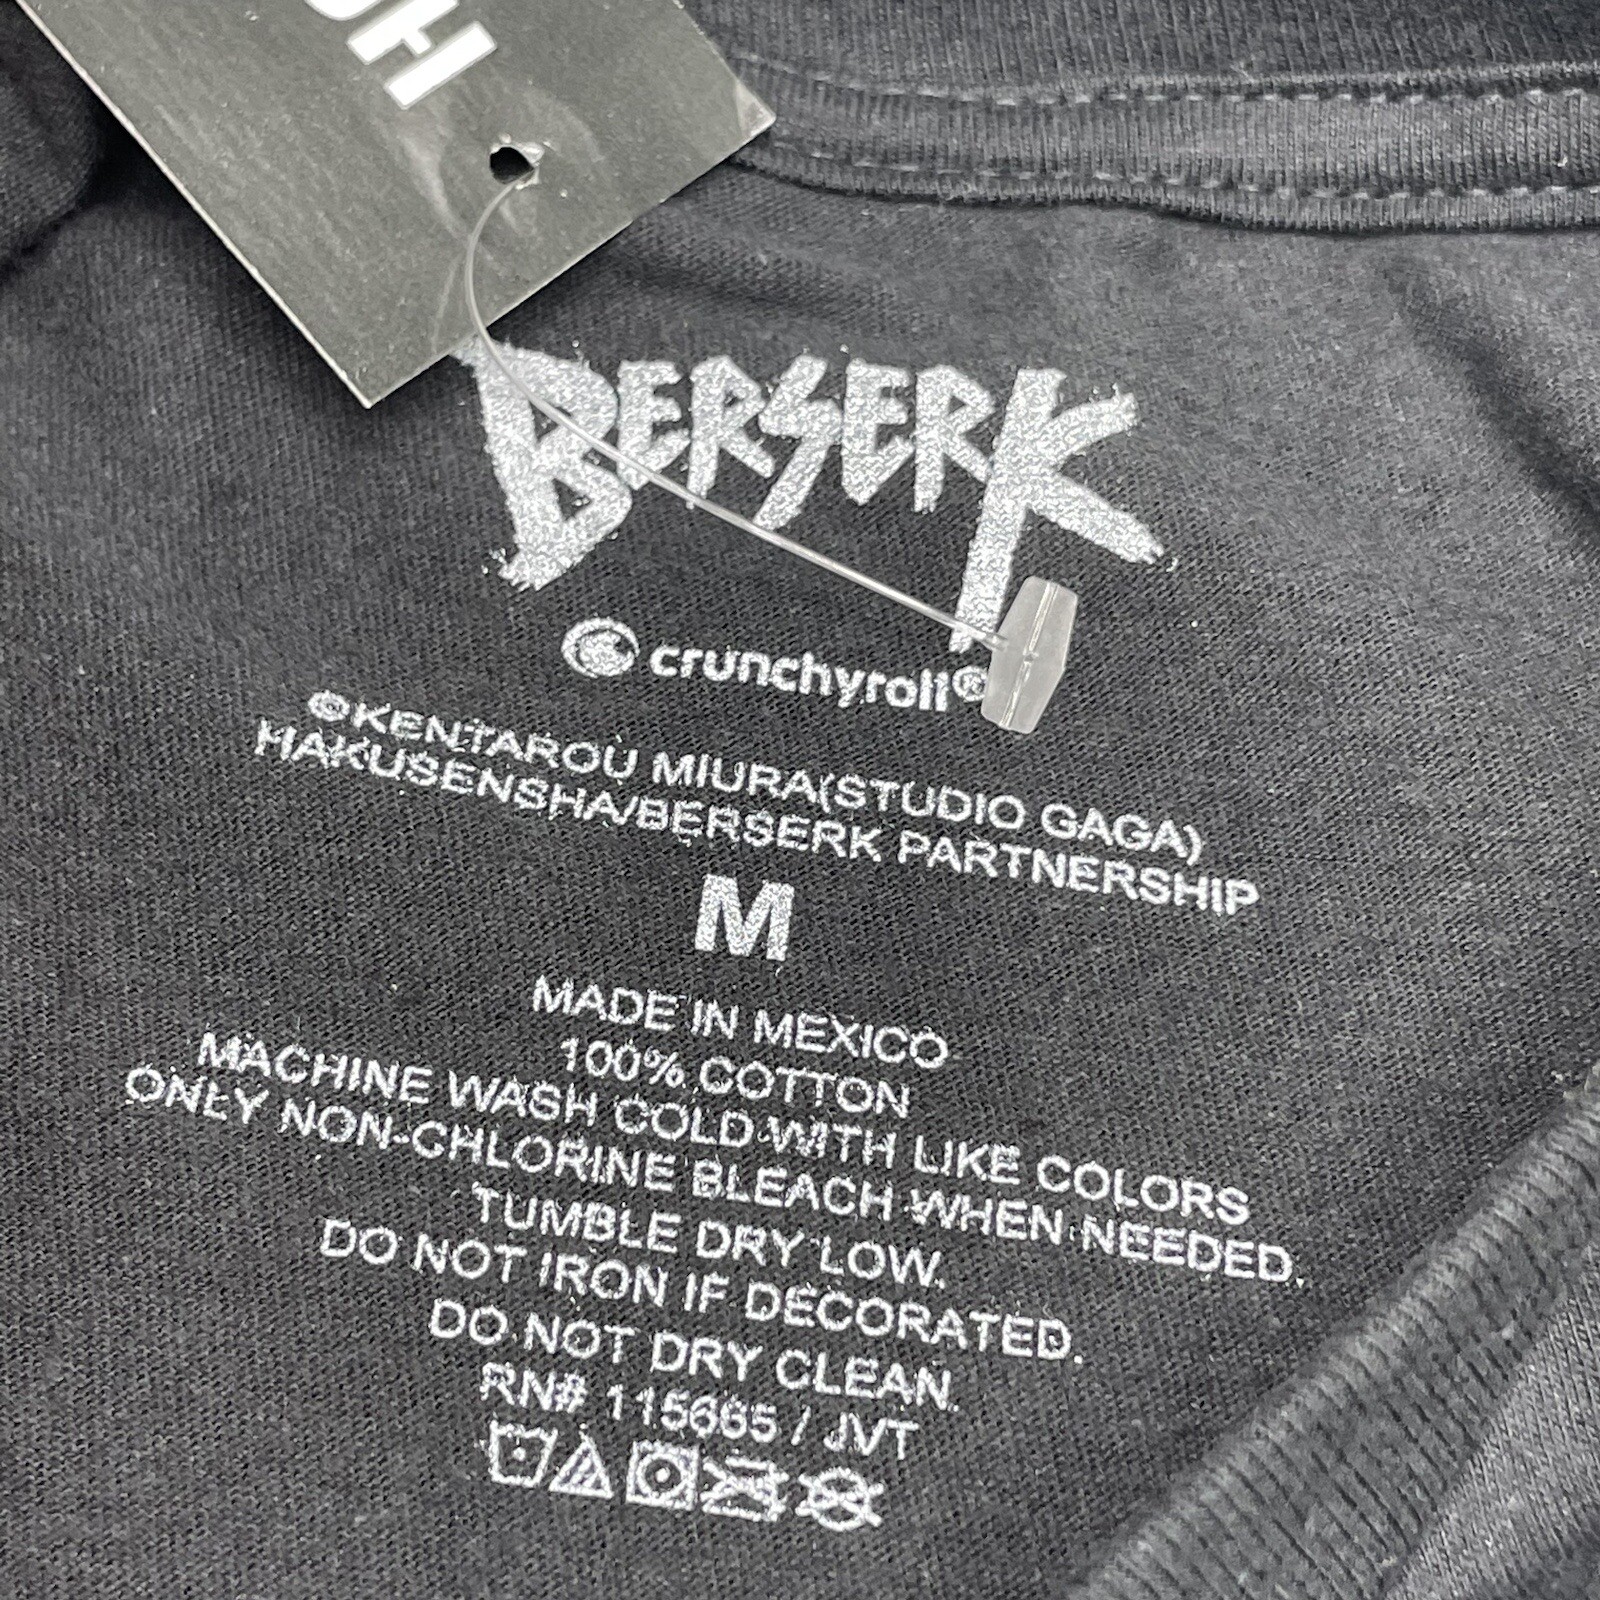 BERSERK
crunchyroll®
©KENTAROU MIURA(STUDIO GAGA)
HAKUSENSHA/BERSERK PARTNERSHIP
M
MADE IN MEXICO
100% COTTON
MACHINE WASH COLD WITH LIKE COLORS
ONLY NON-CHLORINE BLEACH WHEN NEEDED.
TUMBLE DRY LOW.
DO NOT IRON IF DECORATED.
DO NOT DRY CLEAN.
RN# 115665 / JVT